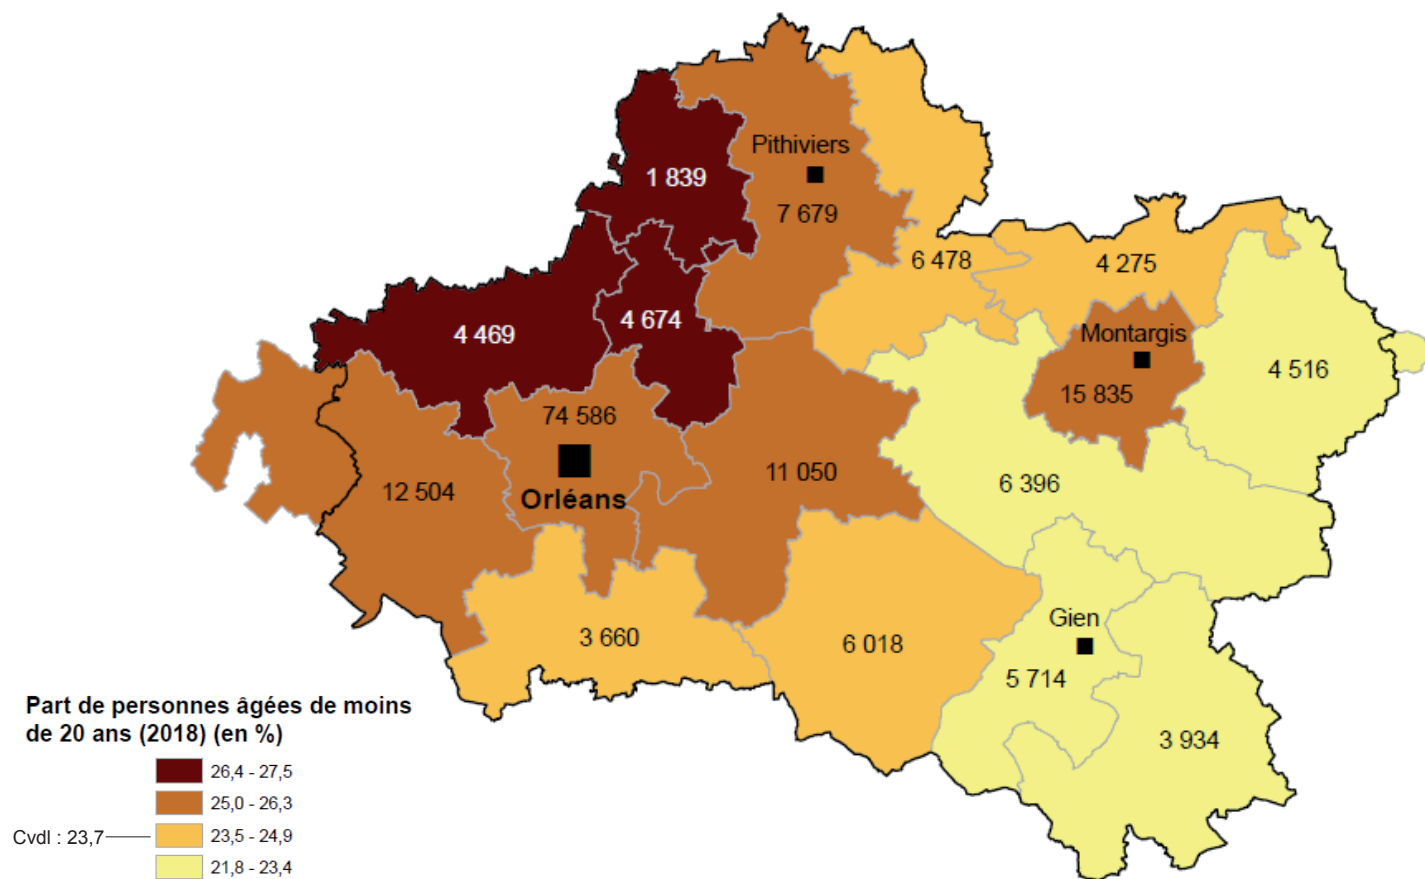 Pithiviers
1 839
7 679
6 478
4 275
4 469
4 674
Montargis
15 835
4 516
74 586
Orléans
12 504
11 050
6 396
3 660
6 018
Gien
5 714
3 934
Part de personnes âgées de moins
de 20 ans (2018) (en %)
26,4 - 27,5
25,0 - 26,3
Cvdl : 23,7
23,5 - 24,9
21,8 - 23,4